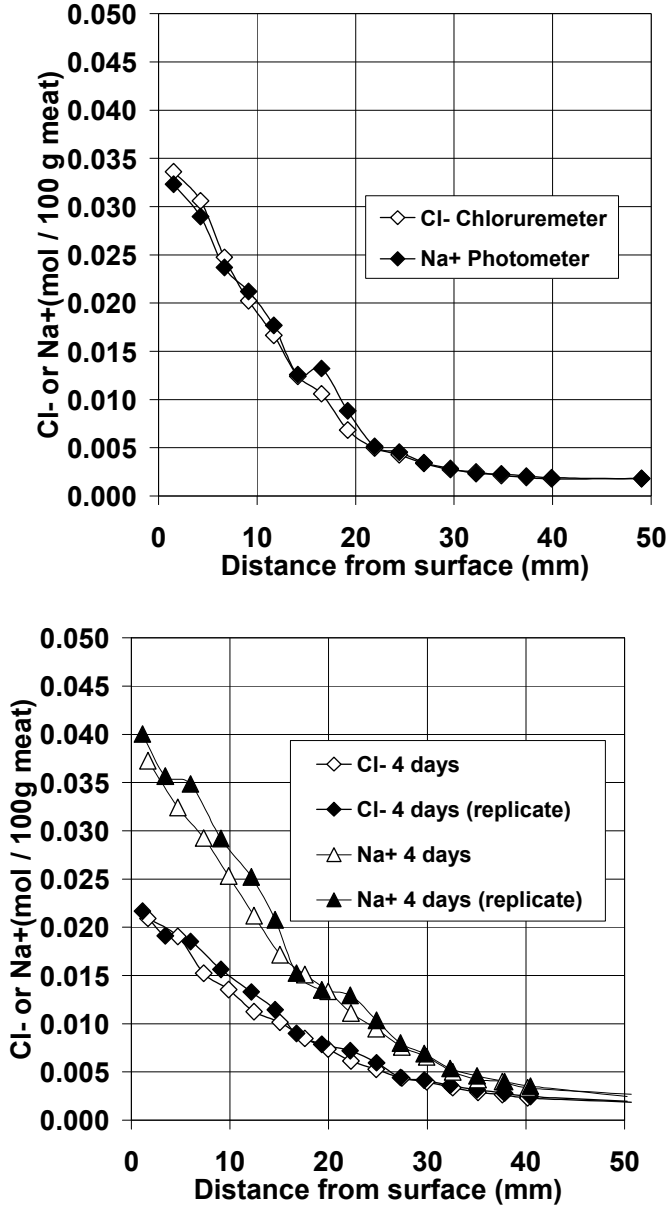 0.050
0.045
0.040
0.035
0.030
0.025
0.020
0.015
0.010
0.005
0.000
Cl- or Na+(mol / 100 g meat)
Cl- Chloruremeter
Na+ Photometer
0 10 20 30 40 50
Distance from surface (mm)
0.050
0.045
0.040
0.035
0.030
0.025
0.020
0.015
0.010
0.005
0.000
Cl- or Na+(mol / 100g meat)
Cl- 4 days
Cl- 4 days (replicate)
Na+ 4 days
Na+ 4 days (replicate)
0 10 20 30 40 50
Distance from surface (mm)